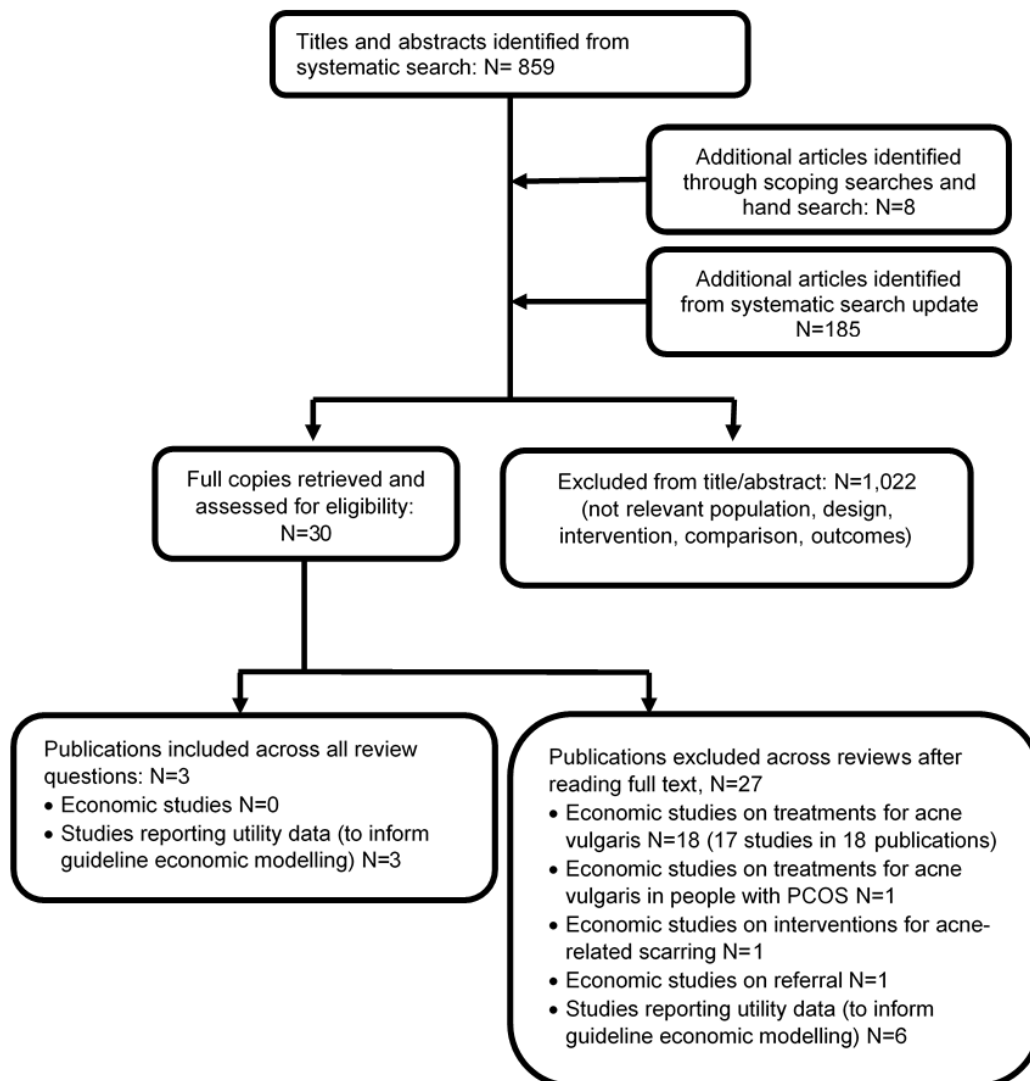 Titles and abstracts identified from
systematic search: N= 859
Additional articles identified
through scoping searches and
hand search: N=8
Additional articles identified
from systematic search update
N=185
Full copies retrieved and
assessed for eligibility:
N=30
Excluded from title/abstract: N=1,022
(not relevant population, design,
intervention, comparison, outcomes)
Publications included across all review
questions: N=3
• Economic studies N=0
• Studies reporting utility data (to inform
guideline economic modelling) N=3
Publications excluded across reviews after
reading full text, N=27
• Economic studies on treatments for acne
vulgaris N=18 (17 studies in 18 publications)
• Economic studies on treatments for acne
vulgaris in people with PCOS N=1
• Economic studies on interventions for acne-
related scarring N=1
• Economic studies on referral N=1
• Studies reporting utility data (to inform
guideline economic modelling) N=6